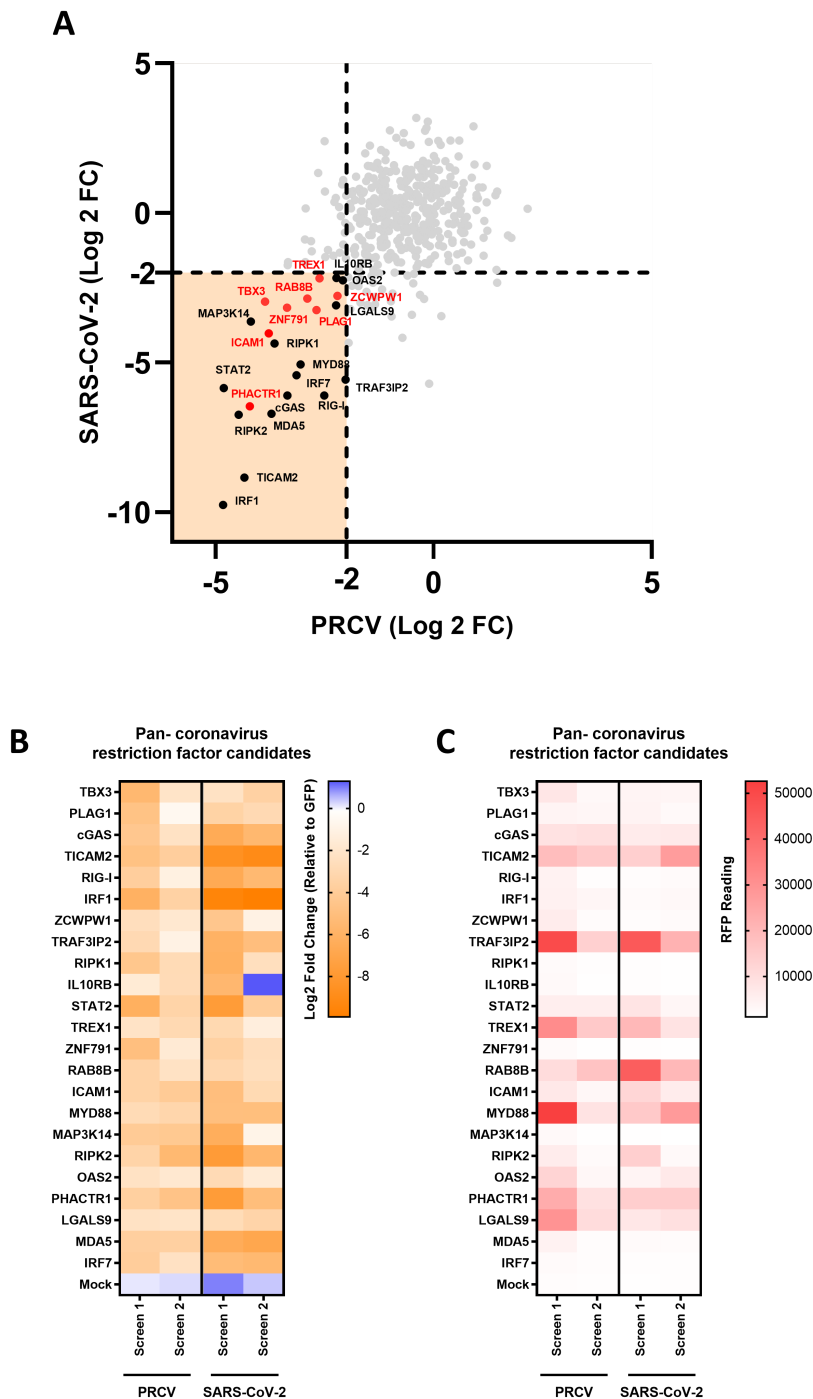 A
5
0
-2
-5
-10
SARS-CoV-2 (Log 2 FC)
TREX1
IL10RB
OAS2
RAB8B
TBX3
ZCWPW1
MAP3K14
ZNF791
PLAG1
LGALS9
ICAM1
RIPK1
STAT2
MYD88
IRF7
TRAF3IP2
PHACTR1
cGAS
RIG-I
RIPK2
MDA5
TICAM2
IRF1
-5
-2
0
5
PRCV (Log 2 FC)
B
Pan- coronavirus
restriction factor candidates
TBX3
PLAG1
cGAS
TICAM2
RIG-I
IRF1
ZCWPW1
TRAF3IP2
RIPK1
IL10RB
STAT2
TREX1
ZNF791
RAB8B
ICAM1
MYD88
MAP3K14
RIPK2
OAS2
PHACTR1
LGALS9
MDA5
IRF7
Mock
Screen 1
Screen 2
Screen 1
Screen 2
PRCV
SARS-CoV-2
0
-2
-4
-6
-8
Log2 Fold Change (Relative to GFP)
C
Pan- coronavirus
restriction factor candidates
TBX3
PLAG1
cGAS
TICAM2
RIG-I
IRF1
ZCWPW1
TRAF3IP2
RIPK1
IL10RB
STAT2
TREX1
ZNF791
RAB8B
ICAM1
MYD88
MAP3K14
RIPK2
OAS2
PHACTR1
LGALS9
MDA5
IRF7
Mock
Screen 1
Screen 2
Screen 1
Screen 2
PRCV
SARS-CoV-2
50000
40000
30000
20000
10000
RFP Reading